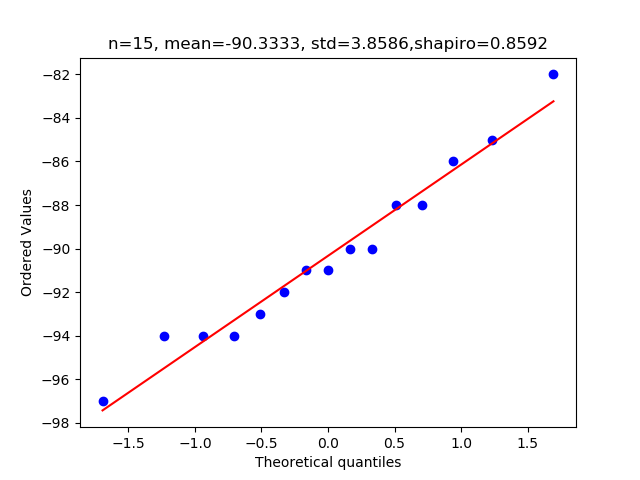 n=15, mean=-90.3333, std=3.8586,shapiro=0.8592
Ordered Values
−82
−84
−86
−88
−90
−92
−94
−96
−98
−1.5 −1.0 −0.5 0.0 0.5 1.0 1.5
Theoretical quantiles